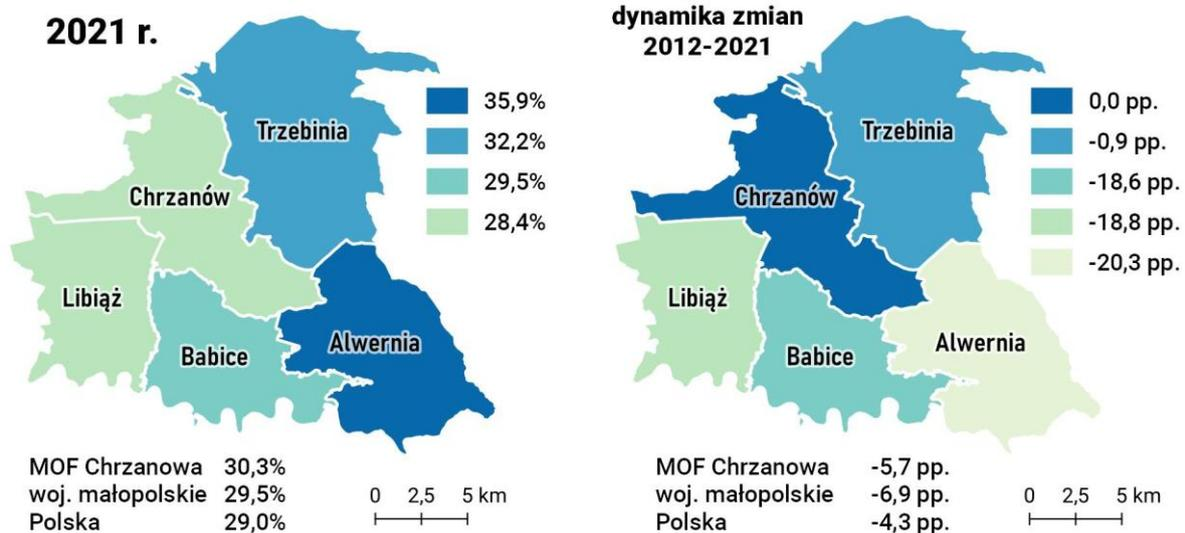 2021 r.
35,9%
32,2%
29,5%
28,4%
Trzebinia
Chrzanów
Libiąż
Babice
Alwernia
MOF Chrzanowa 30,3%
woj. małopolskie 29,5%
Polska 29,0%
0 2,5 5 km
dynamika zmian
2012-2021
0,0 pp.
-0,9 pp.
-18,6 pp.
-18,8 pp.
-20,3 pp.
Trzebinia
Chrzanów
Libiąż
Babice
Alwernia
MOF Chrzanowa -5,7 pp.
woj. małopolskie -6,9 pp.
Polska -4,3 pp.
0 2,5 5 km